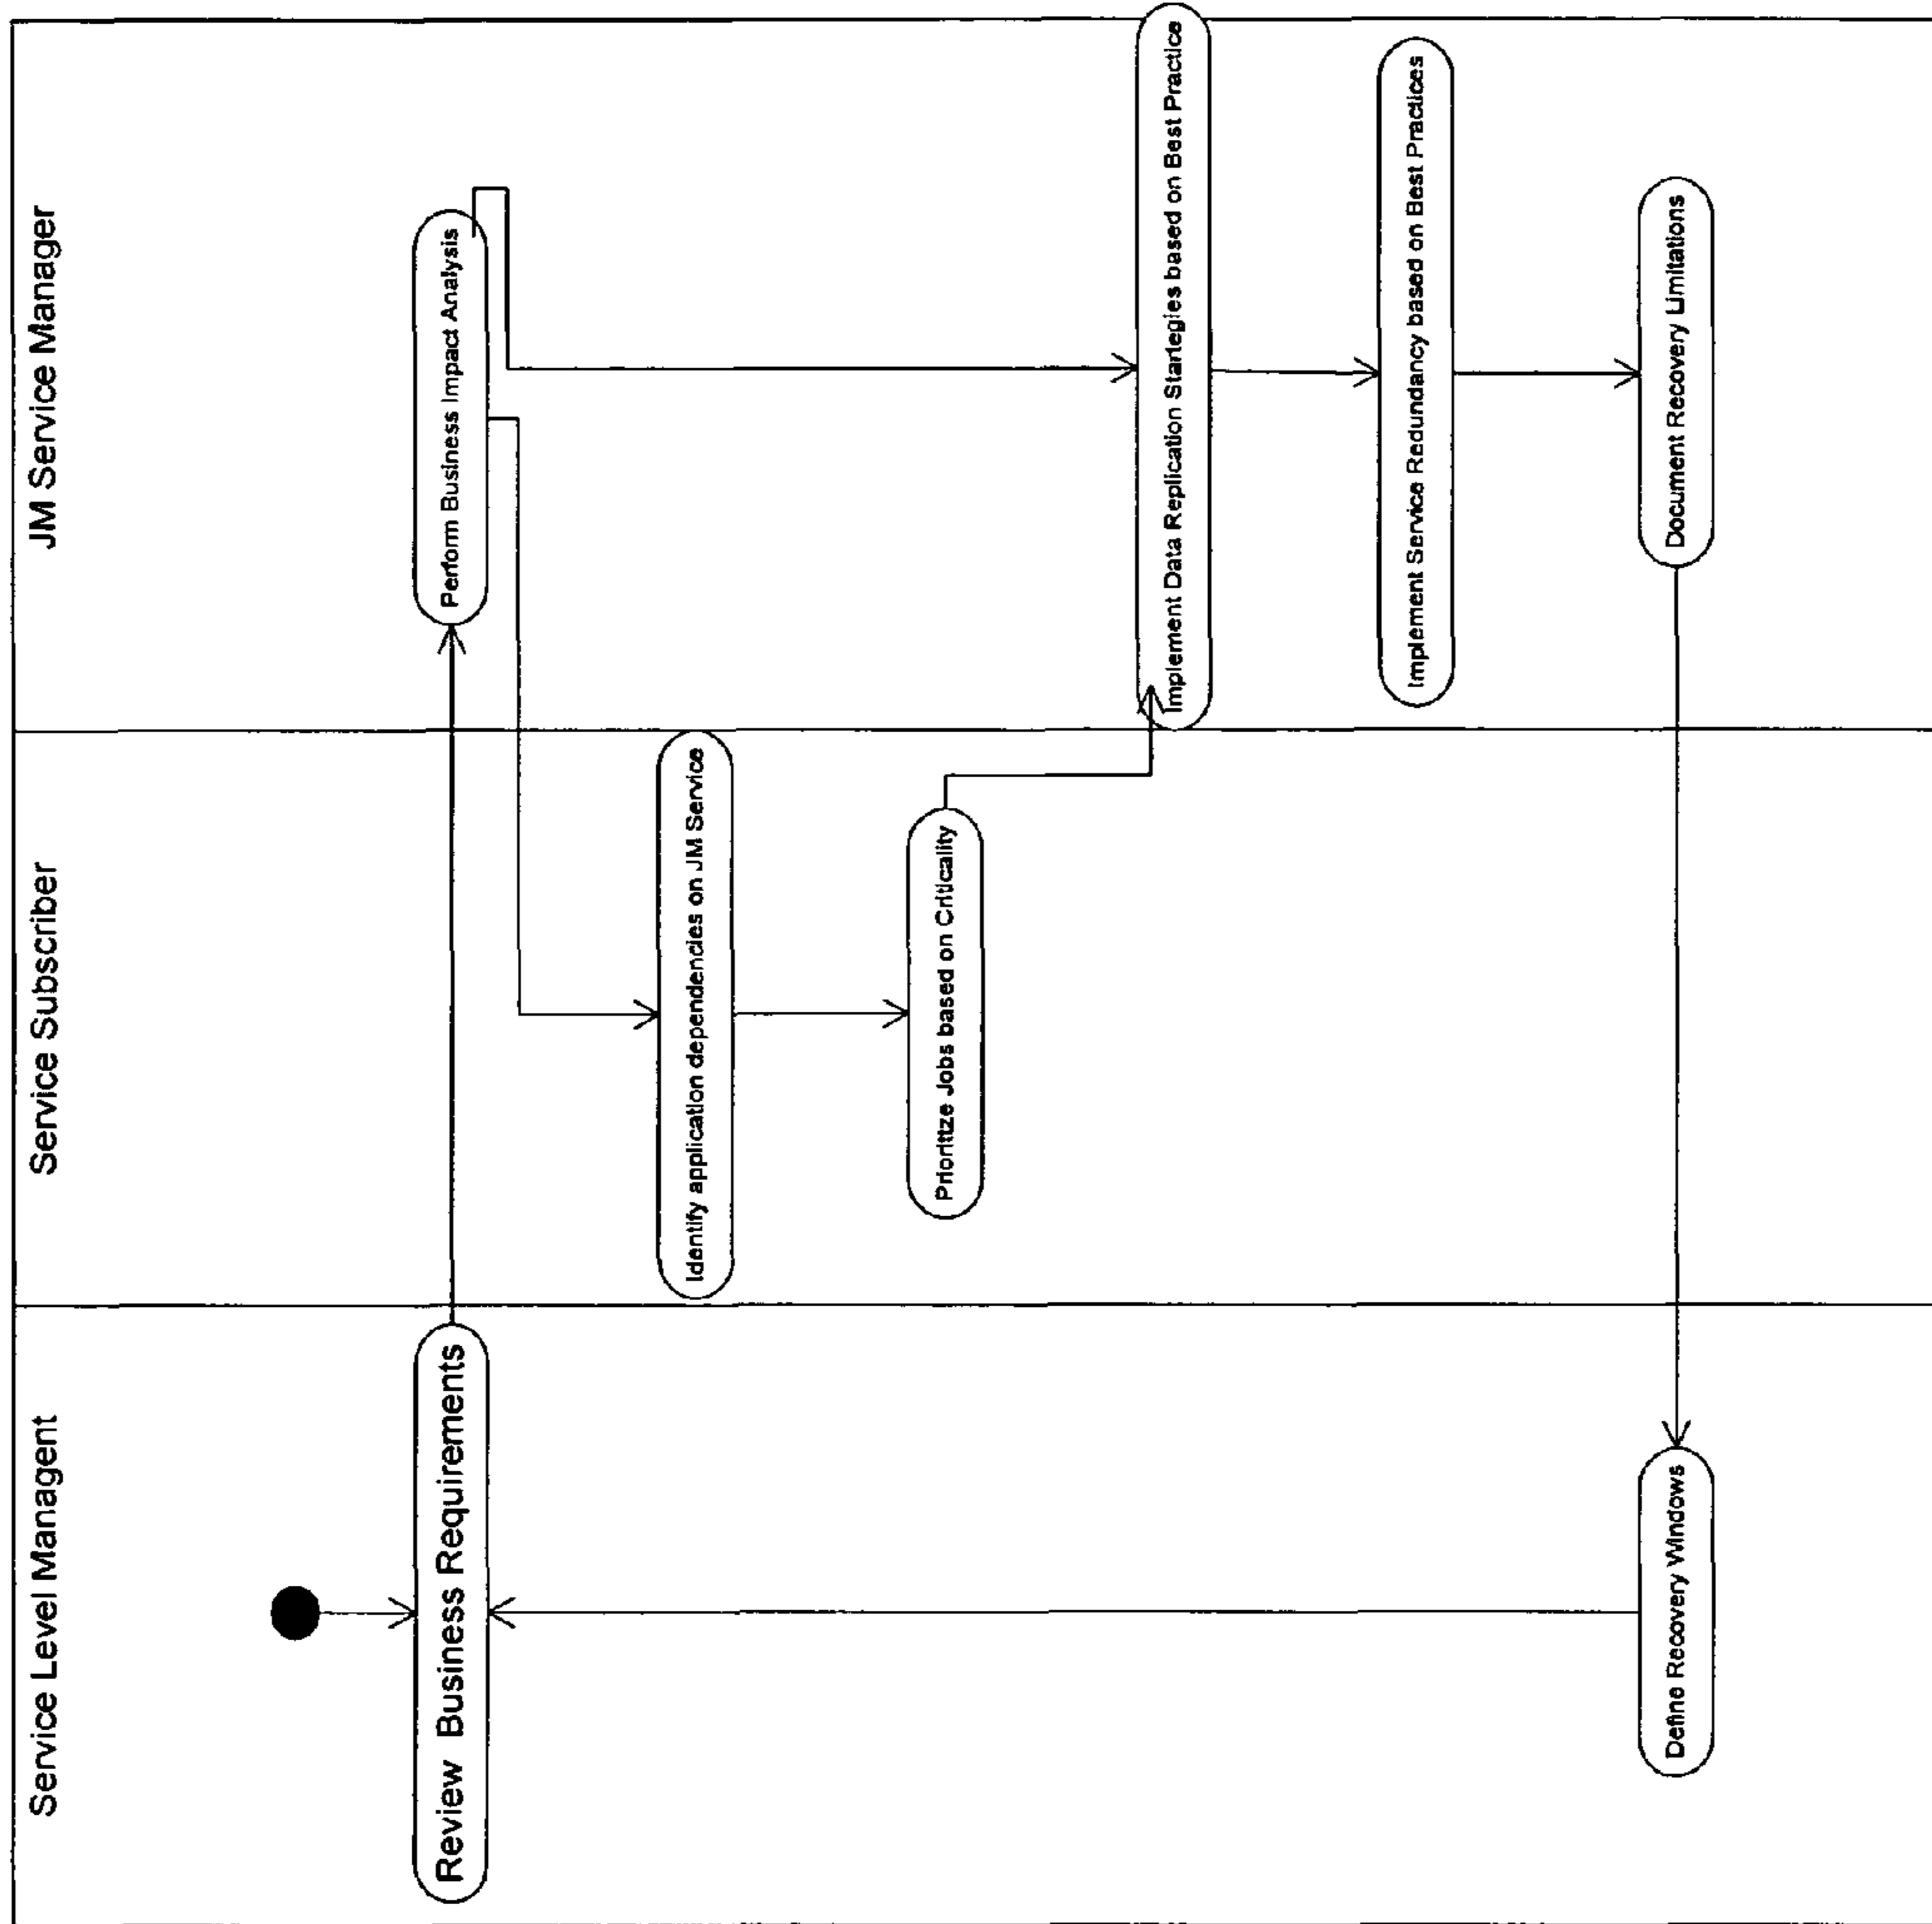 Service Level Managent
Service Subscriber
JM Service Manager
Review Business Requirements
Perform Business Impact Analysis
Identify application dependencies on JM Service
Prioritize Jobs based on Criticality
Implement Data Replication Startegies based on Best Practice
Implement Service Redundancy based on Best Practices
Document Recovery Limitations
Define Recovery Windows